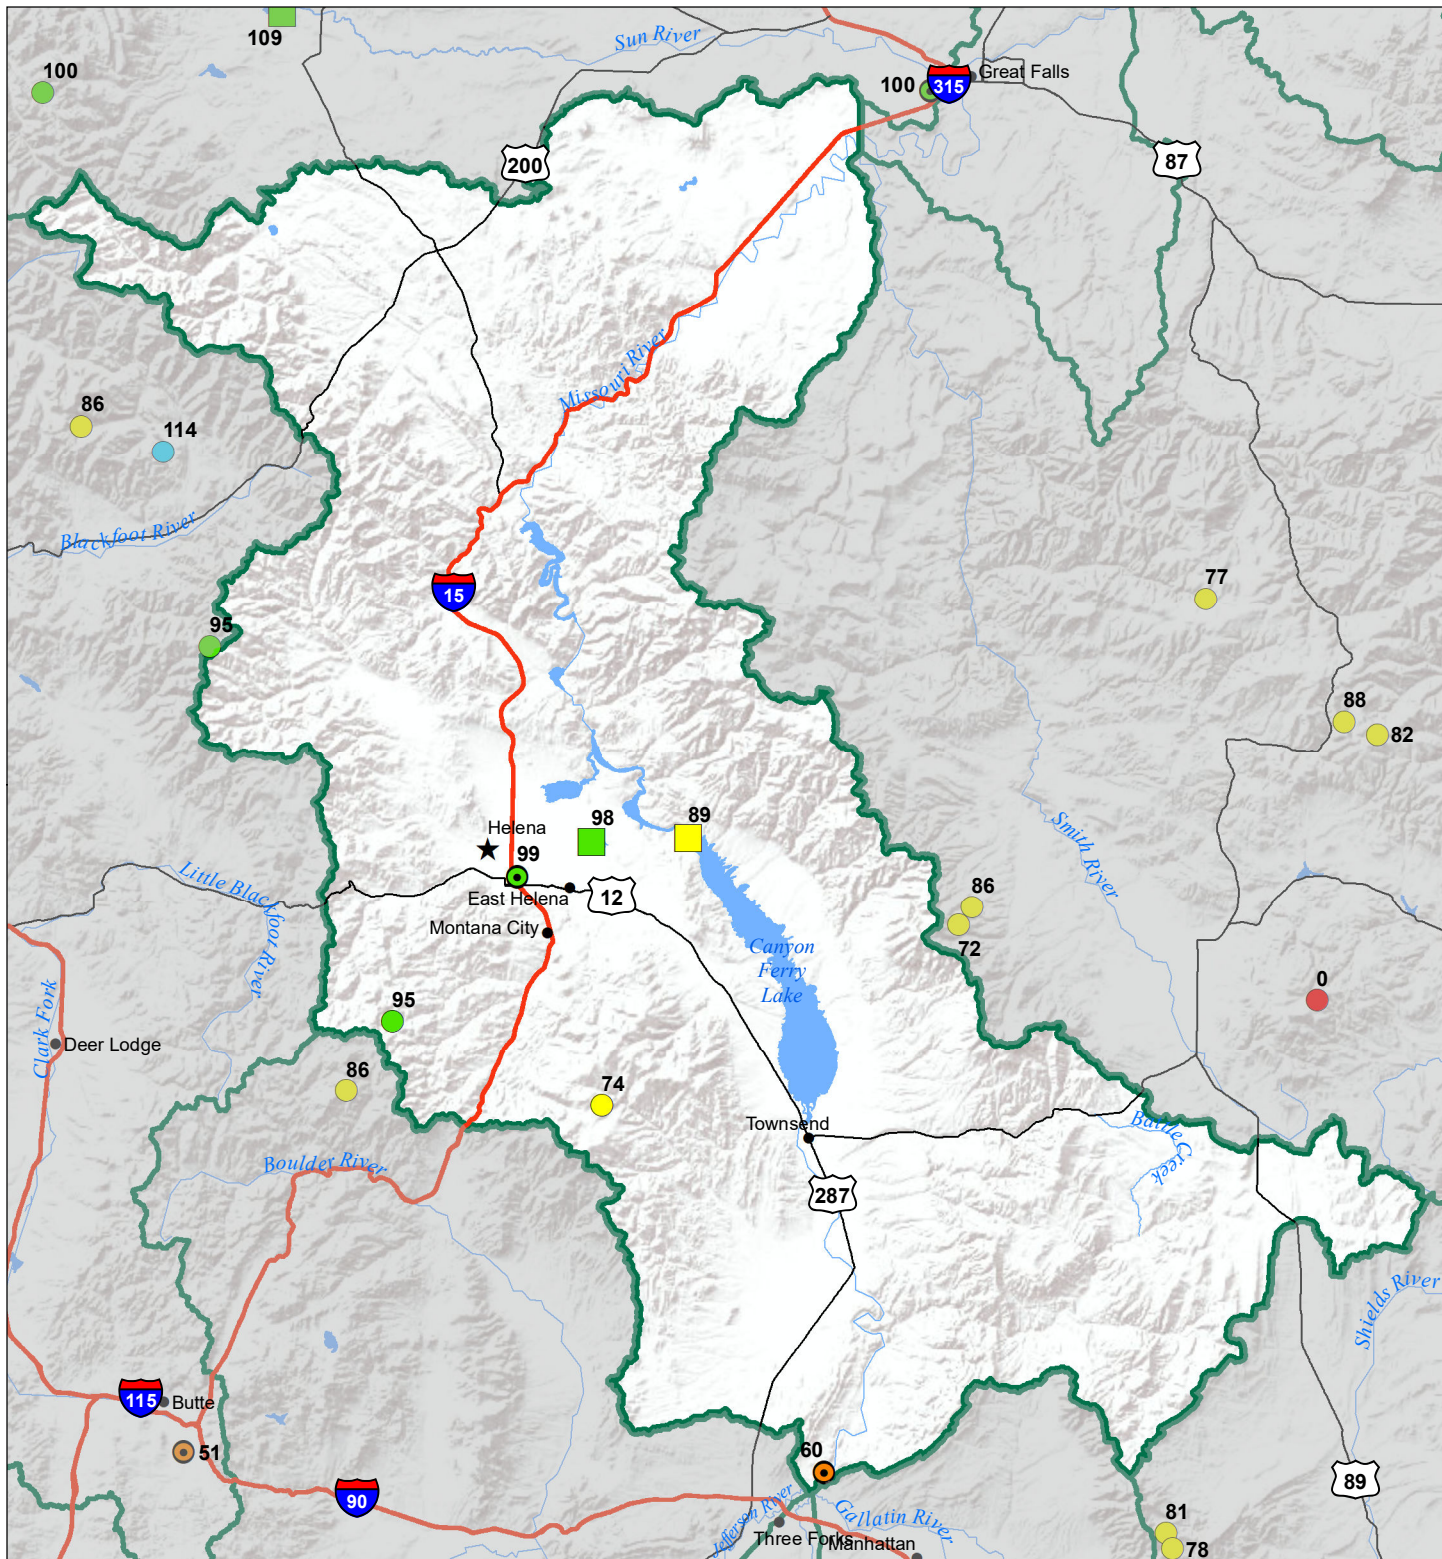 109
Sun River
100
Great Falls
100
315
200
87
Missouri River
86
114
Blackfoot River
15
77
95
88
82
Smith River
98
89
Helena
99
Little Blackfoot River
East Helena
12
86
Montana City
72
Canyon
Ferry
Lake
0
95
Clark Fork
Deer Lodge
86
74
Townsend
Battle Creek
Boulder River
287
Shields River
115
Butte
51
60
89
90
Jefferson River
Gallatin River
81
Three Forks
Manhattan
78